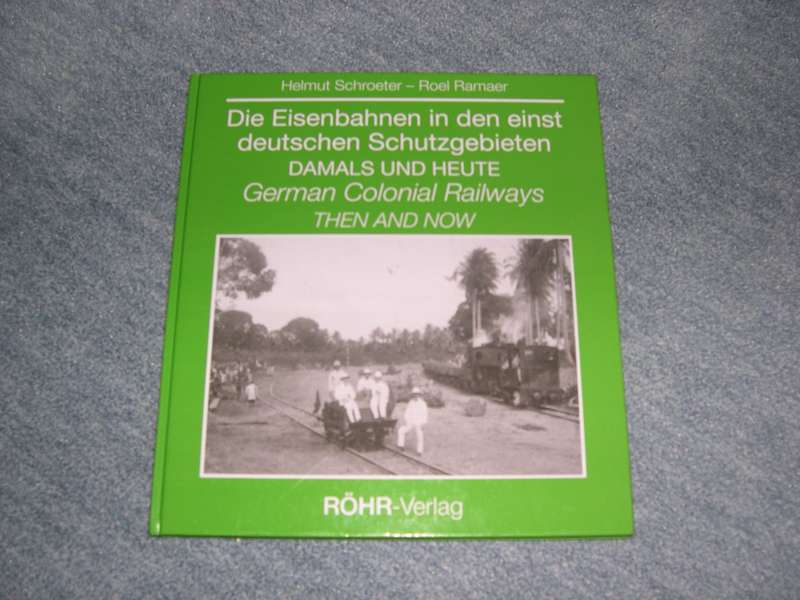 Helmut Schroeter – Roel Ramaer
Die Eisenbahnen in den einst
deutschen Schutzgebieten
DAMALS UND HEUTE
German Colonial Railways
THEN AND NOW
RÖHR-Verlag